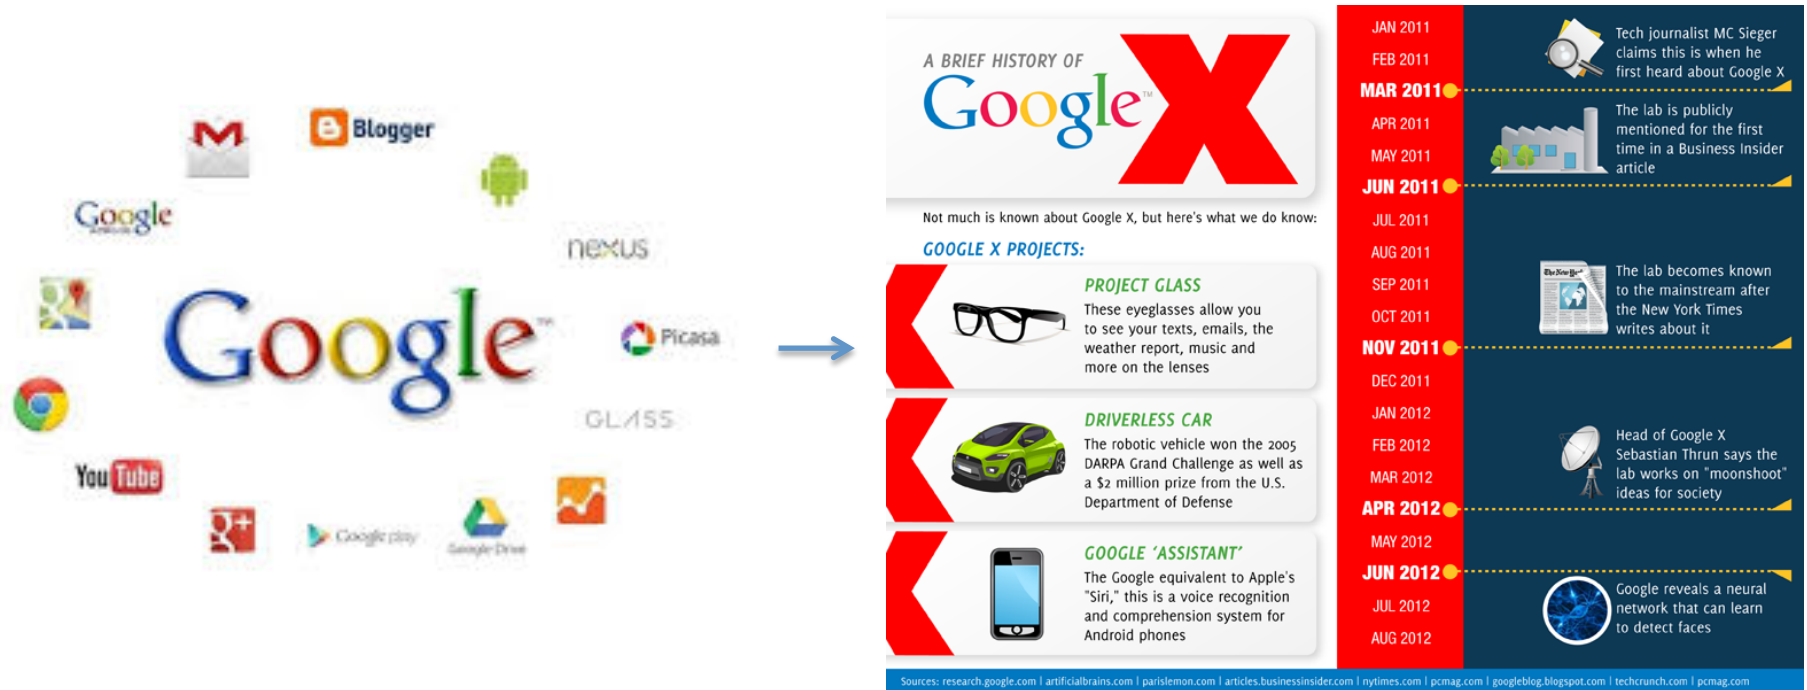 Blogger
Google
nexus
Google
TM
Picasa
GLASS
You Tube
g+
Google play
Google Drive
A BRIEF HISTORY OF
Google
TM
X
Not much is known about Google X, but here's what we do know:
GOOGLE X PROJECTS:
PROJECT GLASS
These eyeglasses allow you
to see your texts, emails, the
weather report, music and
more on the lenses
DRIVERLESS CAR
The robotic vehicle won the 2005
DARPA Grand Challenge as well as
a $2 million prize from the U.S.
Department of Defense
GOOGLE ‘ASSISTANT’
The Google equivalent to Apple's
"Siri," this is a voice recognition
and comprehension system for
Android phones
JAN 2011
FEB 2011
MAR 2011
APR 2011
MAY 2011
JUN 2011
JUL 2011
AUG 2011
SEP 2011
OCT 2011
NOV 2011
DEC 2011
JAN 2012
FEB 2012
MAR 2012
APR 2012
MAY 2012
JUN 2012
JUL 2012
AUG 2012
Tech journalist MC Sieger
claims this is when he
first heard about Google X
The lab is publicly
mentioned for the first
time in a Business Insider
article
The New Yor
The lab becomes known
to the mainstream after
the New York Times
writes about it
Head of Google X
Sebastian Thrun says the
lab works on "moonshoot"
ideas for society
Google reveals a neural
network that can learn
to detect faces
Sources: research.google.com | artificialbrains.com | parislemon.com | articles.businessinsider.com | nytimes.com | pcmag.com | googleblog.blogspot.com | techcrunch.com | pcmag.com